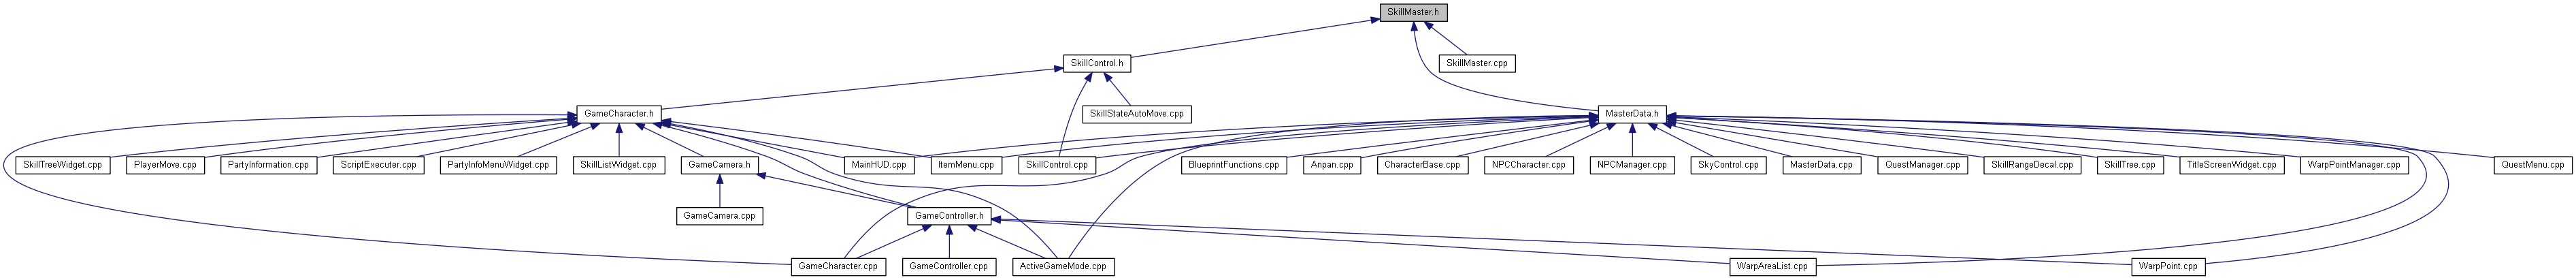 SkillMaster.h
SkillControl.h
SkillMaster.cpp
GameCharacter.h
SkillStateAutoMove.cpp
MasterData.h
SkillTreeWidget.cpp
PlayerMove.cpp
PartyInformation.cpp
ScriptExecuter.cpp
PartyInfoMenuWidget.cpp
SkillListWidget.cpp
GameCamera.h
MainHUD.cpp
ItemMenu.cpp
SkillControl.cpp
BlueprintFunctions.cpp
Anpan.cpp
CharacterBase.cpp
NPCCharacter.cpp
NPCManager.cpp
SkyControl.cpp
MasterData.cpp
QuestManager.cpp
SkillRangeDecal.cpp
SkillTree.cpp
TitleScreenWidget.cpp
WarpPointManager.cpp
QuestMenu.cpp
GameCamera.cpp
GameController.h
GameCharacter.cpp
GameController.cpp
ActiveGameMode.cpp
WarpAreaList.cpp
WarpPoint.cpp